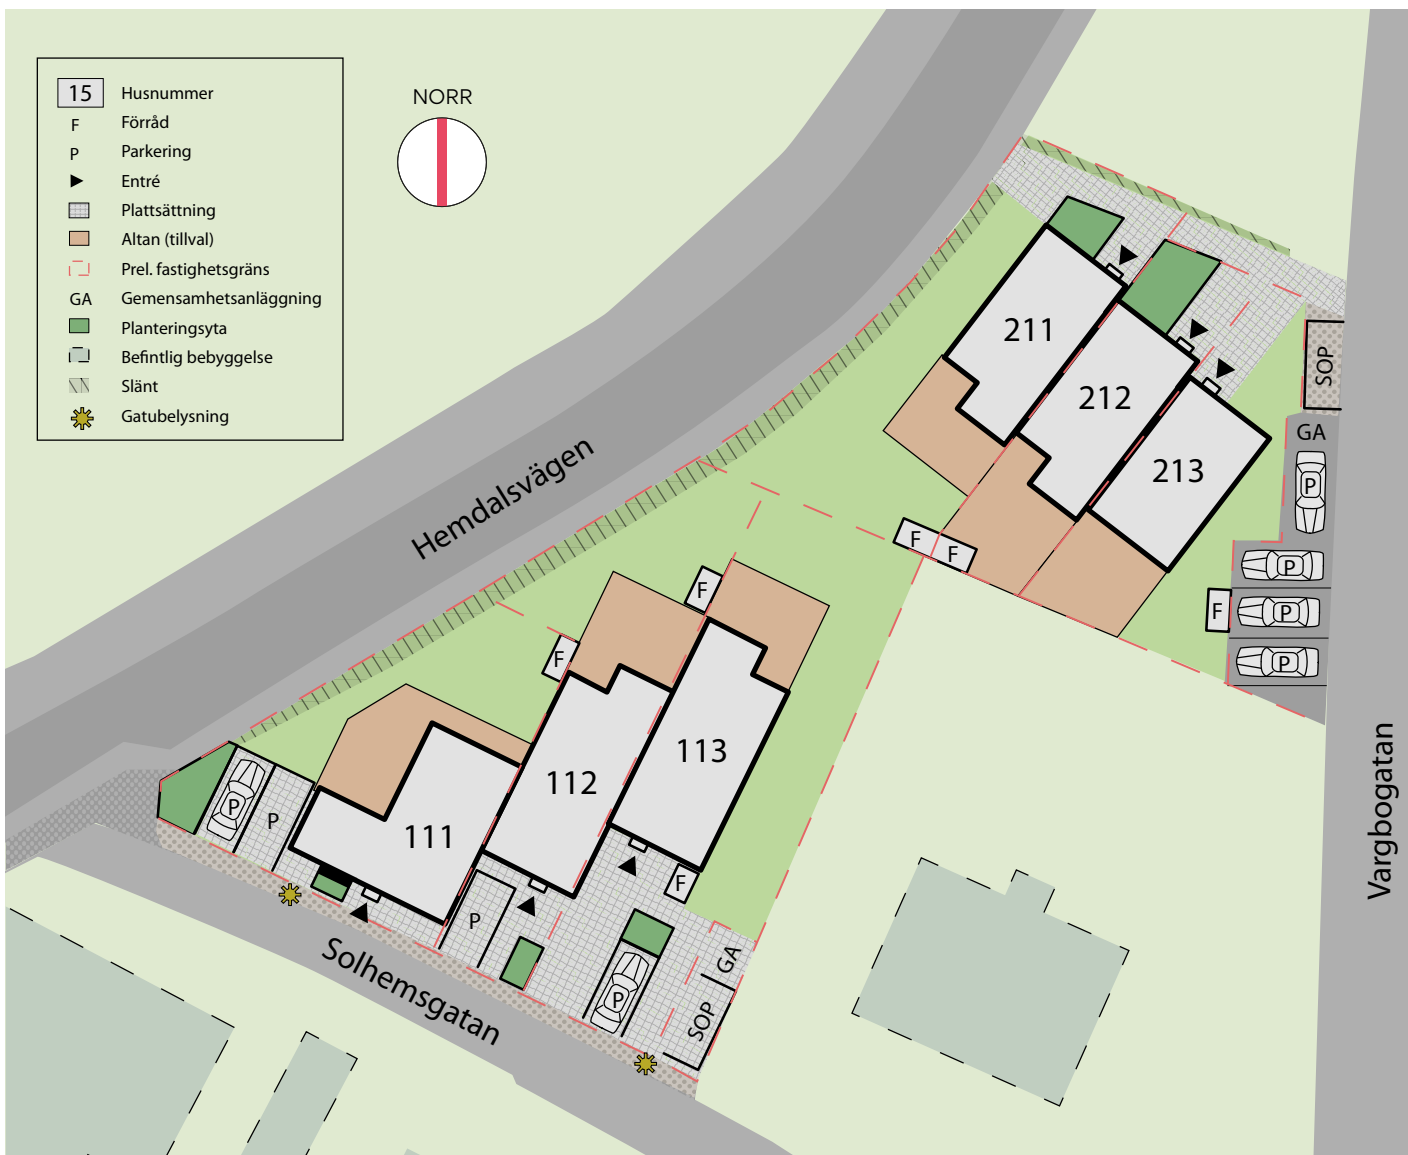 15 Husnummer
F Förråd
P Parkering
Entré
Plattsättning
Altan (tillval)
Prel. fastighetsgräns
GA Gemensamhetsanläggning
Planteringsyta
Befintlig bebyggelse
Slänt
Gatubelysning
NORR
Hemdalsvägen
211
212
213
SOP
GA
P
P
P
P
F
F
F
F
F
113
112
111
P
P
P
F
P
GA
SOP
Solhemsgatan
Vargbogatan